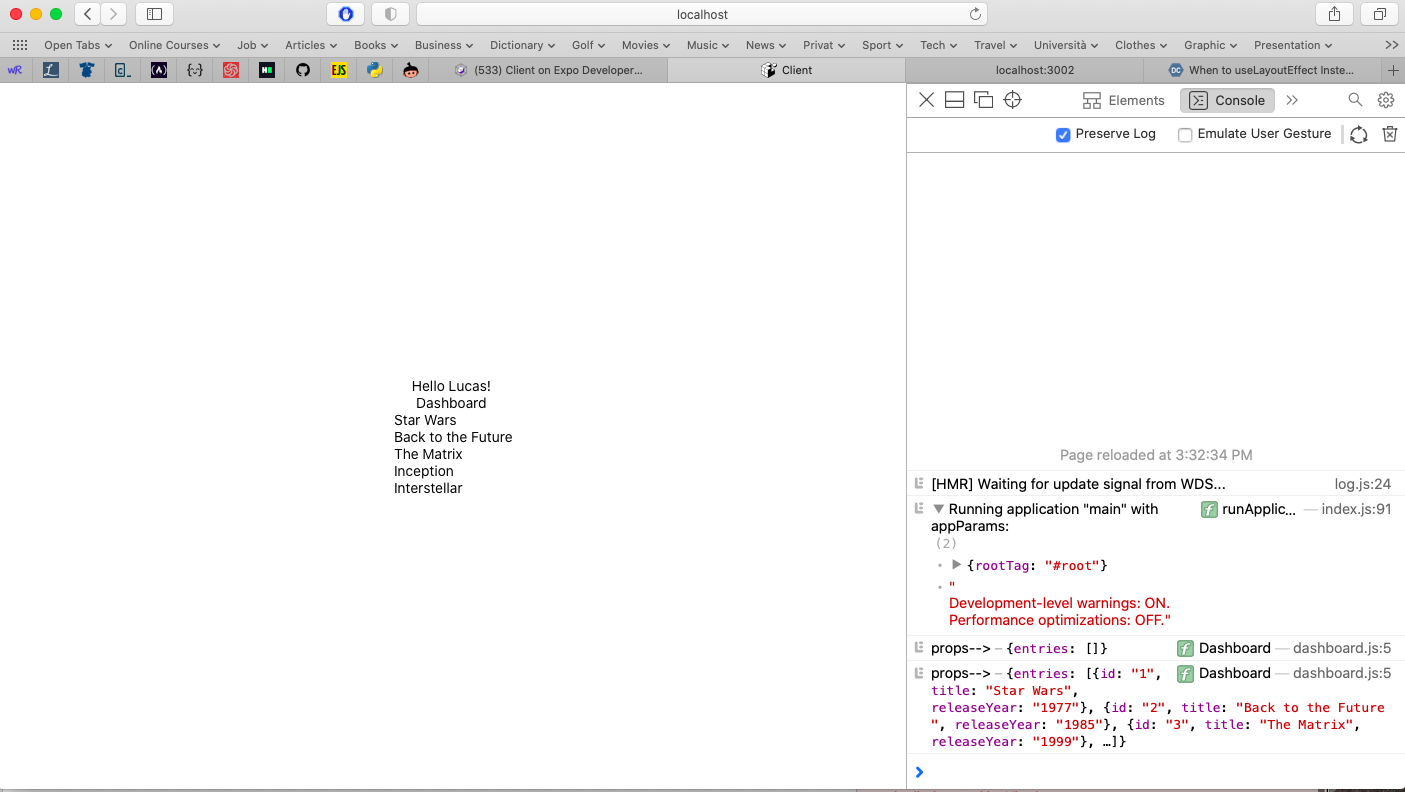 localhost
Open Tabs Online Courses Job Articles Books Business Dictionary Golf Movies Music News Privat Sport Tech Travel Università Clothes Graphic Presentation
wR L C_ (A) {~/} H EJS (533) Client on Expo Developer... Client localhost:3002 DC When to useLayoutEffect Inste...
Elements Console
Preserve Log Emulate User Gesture
Hello Lucas!
Dashboard
Star Wars
Back to the Future
The Matrix
Inception
Interstellar
Page reloaded at 3:32:34 PM
[HMR] Waiting for update signal from WDS... log.js:24
Running application "main" with f runApplic... — index.js:91
appParams:
(2)
{rootTag: "#root"}
"
Development-level warnings: ON.
Performance optimizations: OFF."
props--> – {entries: []} f Dashboard — dashboard.js:5
props--> – {entries: [{id: "1", f Dashboard — dashboard.js:5
title: "Star Wars",
releaseYear: "1977"}, {id: "2", title: "Back to the Future
", releaseYear: "1985"}, {id: "3", title: "The Matrix",
releaseYear: "1999"}, …]}